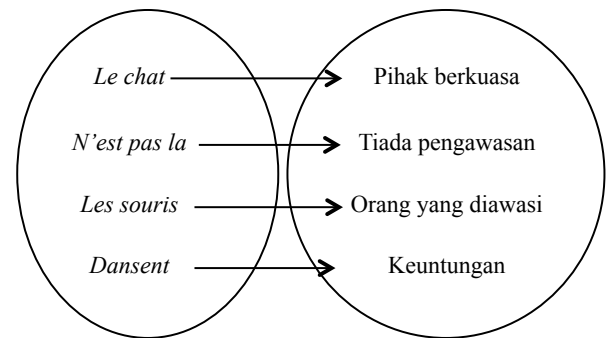 Le chat Pihak berkuasa
N'est pas la Tiada pengawasan
Les souris Orang yang diawasi
Dansent Keuntungan